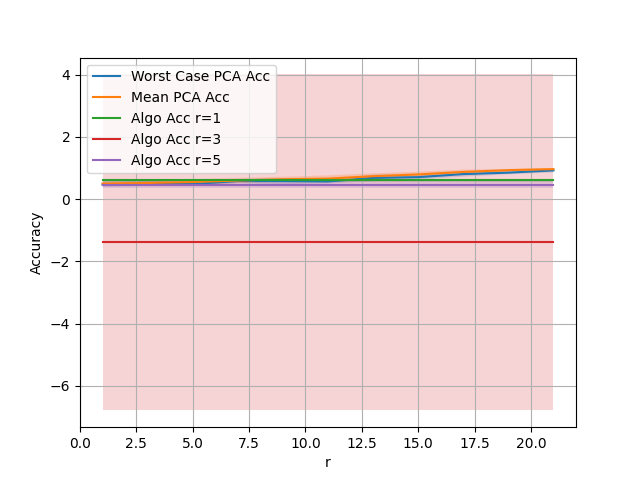 4
2
0
−2
−4
−6
Accuracy
Worst Case PCA Acc
Mean PCA Acc
Algo Acc r=1
Algo Acc r=3
Algo Acc r=5
0.0 2.5 5.0 7.5 10.0 12.5 15.0 17.5 20.0
r